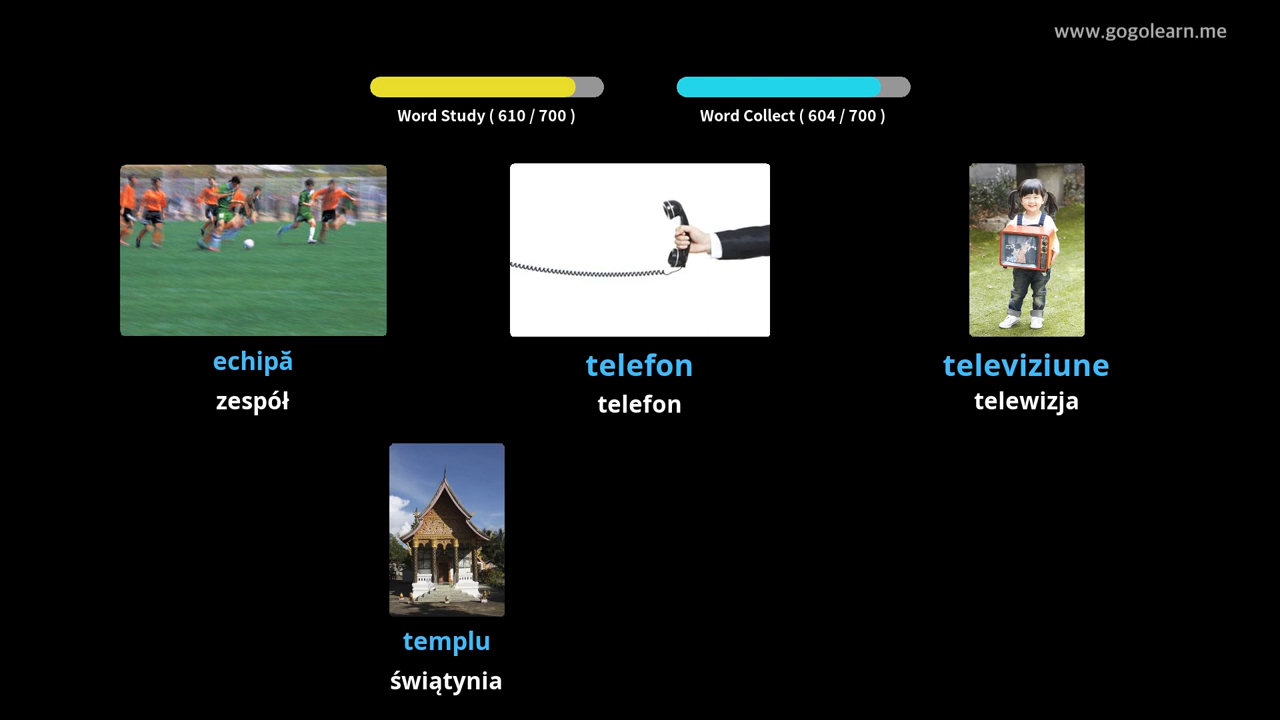 www.gogolearn.me
Word Study ( 610 / 700 )
Word Collect ( 604 / 700 )
echipă
zespół
telefon
telefon
televiziune
telewizja
templu
świątynia